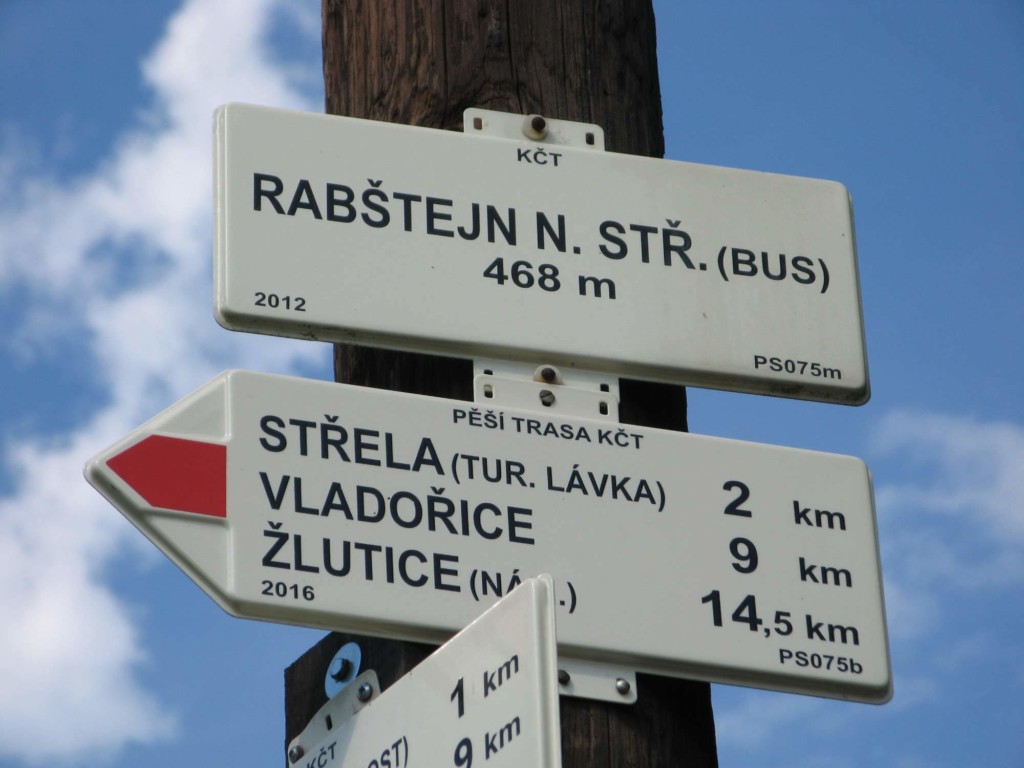 KČT
RABŠTEJN N. STŘ. (BUS)
468 m
2012
PS075m
PĚŠÍ TRASA KČT
STŘELA (TUR. LÁVKA) 2 km
VLADOŘICE 9 km
ŽLUTICE 14,5 km
2016
PS075b
1 km
9 km
KČT